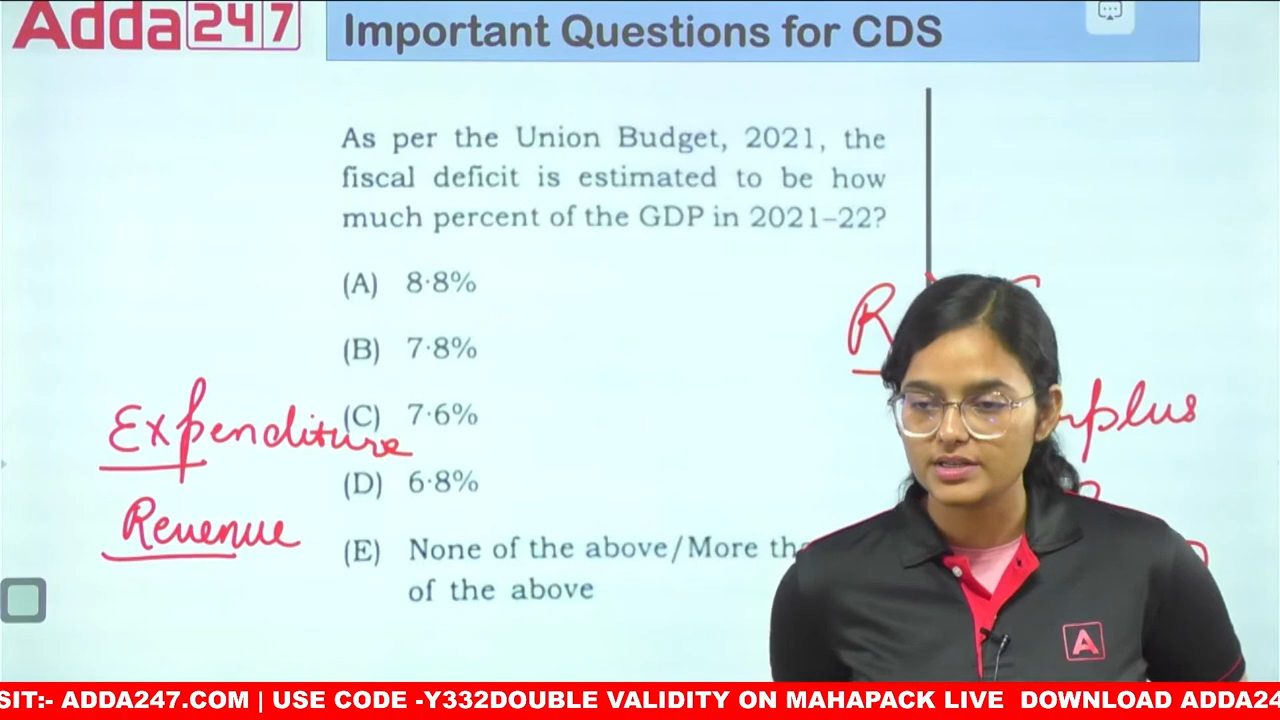 Adda247
Important Questions for CDS
As per the Union Budget, 2021, the
fiscal deficit is estimated to be how
much percent of the GDP in 2021–22?
(A) 8·8%
(B) 7·8%
(C) 7·6%
(D) 6·8%
(E) None of the above/More
of the above
Expenditure
Revenue
R
A
SIT:- ADDA247.COM | USE CODE -Y332DOUBLE VALIDITY ON MAHAPACK LIVE DOWNLOAD ADDA24